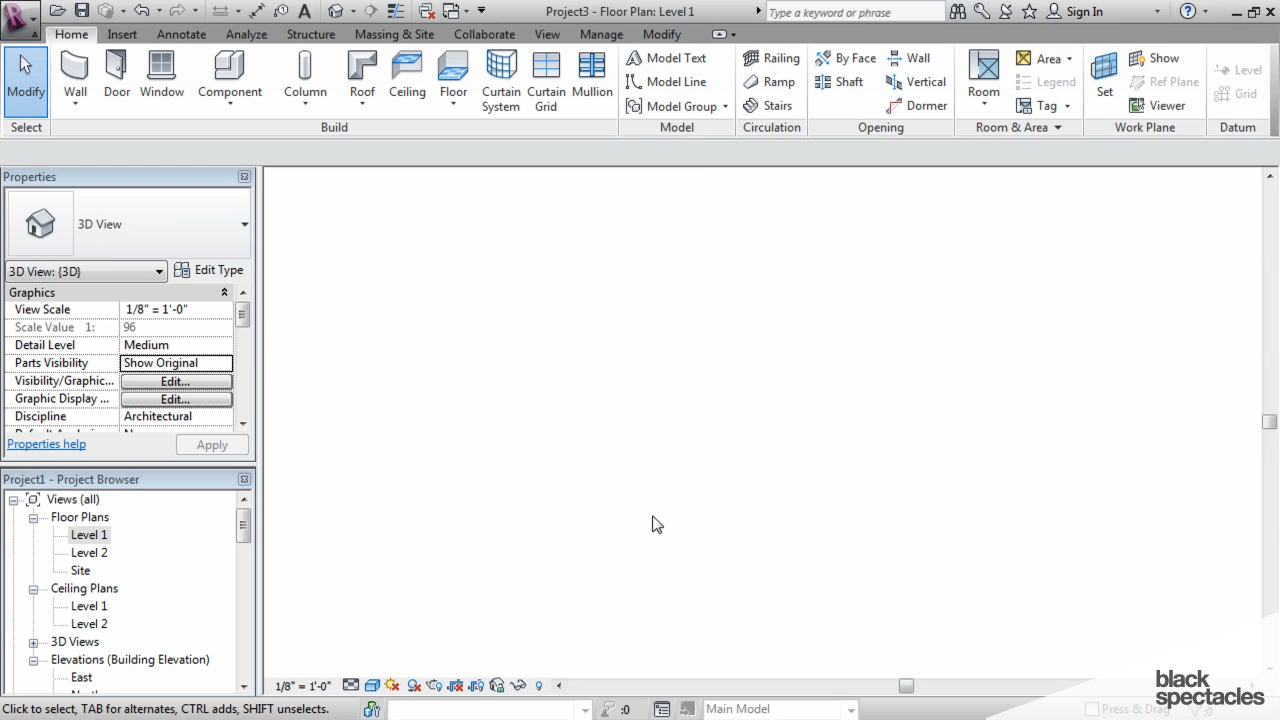 Project3 - Floor Plan: Level 1
Type a keyword or phrase
Sign In
Home Insert Annotate Analyze Structure Massing & Site Collaborate View Manage Modify
Modify
Wall
Door
Window
Component
Column
Roof
Ceiling
Floor
Curtain System
Curtain Grid
Mullion
Model Text
Model Line
Model Group
Railing
Ramp
Stairs
By Face
Shaft
Wall
Vertical
Dormer
Room
Area
Legend
Tag
Set
Show
Ref Plane
Viewer
Level
Grid
Select Build Model Circulation Opening Room & Area Work Plane Datum
Properties
3D View
3D View: {3D} Edit Type
Graphics
View Scale 1/8" = 1'-0"
Scale Value 1: 96
Detail Level Medium
Parts Visibility Show Original
Visibility/Graphic... Edit...
Graphic Display ... Edit...
Discipline Architectural
Properties help Apply
Project1 - Project Browser
Views (all)
Floor Plans
Level 1
Level 2
Site
Ceiling Plans
Level 1
Level 2
3D Views
Elevations (Building Elevation)
East
1/8" = 1'-0"
Click to select, TAB for alternates, CTRL adds, SHIFT unselects.
:0
Main Model
Press & Drag
:0
black
spectacles